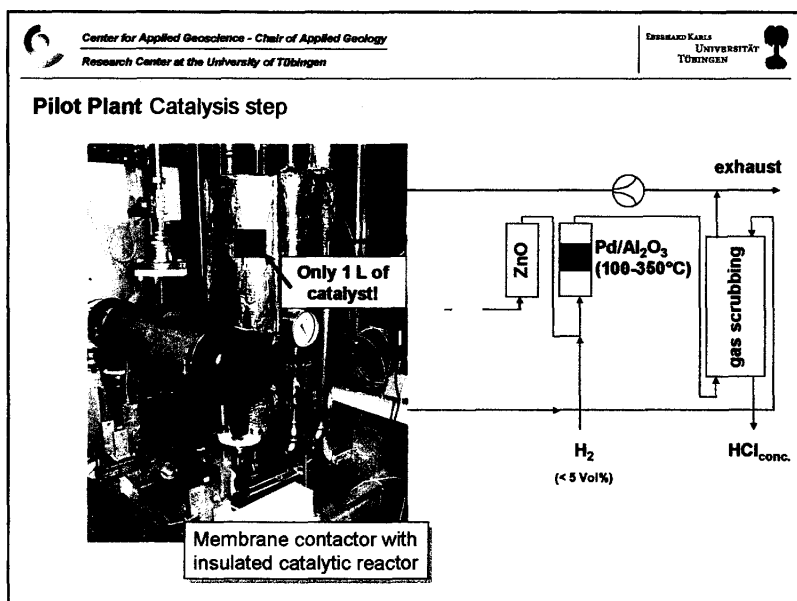 Center for Applied Geoscience - Chair of Applied Geology
Research Center at the University of Tübingen
EBERHARD KARLS
UNIVERSITÄT
TÜBINGEN
Pilot Plant Catalysis step
Only 1 L of
catalyst!
Membrane contactor with
insulated catalytic reactor
exhaust
ZnO
Pd/Al₂O₃
(100-350°C)
gas scrubbing
H₂
(< 5 Vol%)
HCl conc.